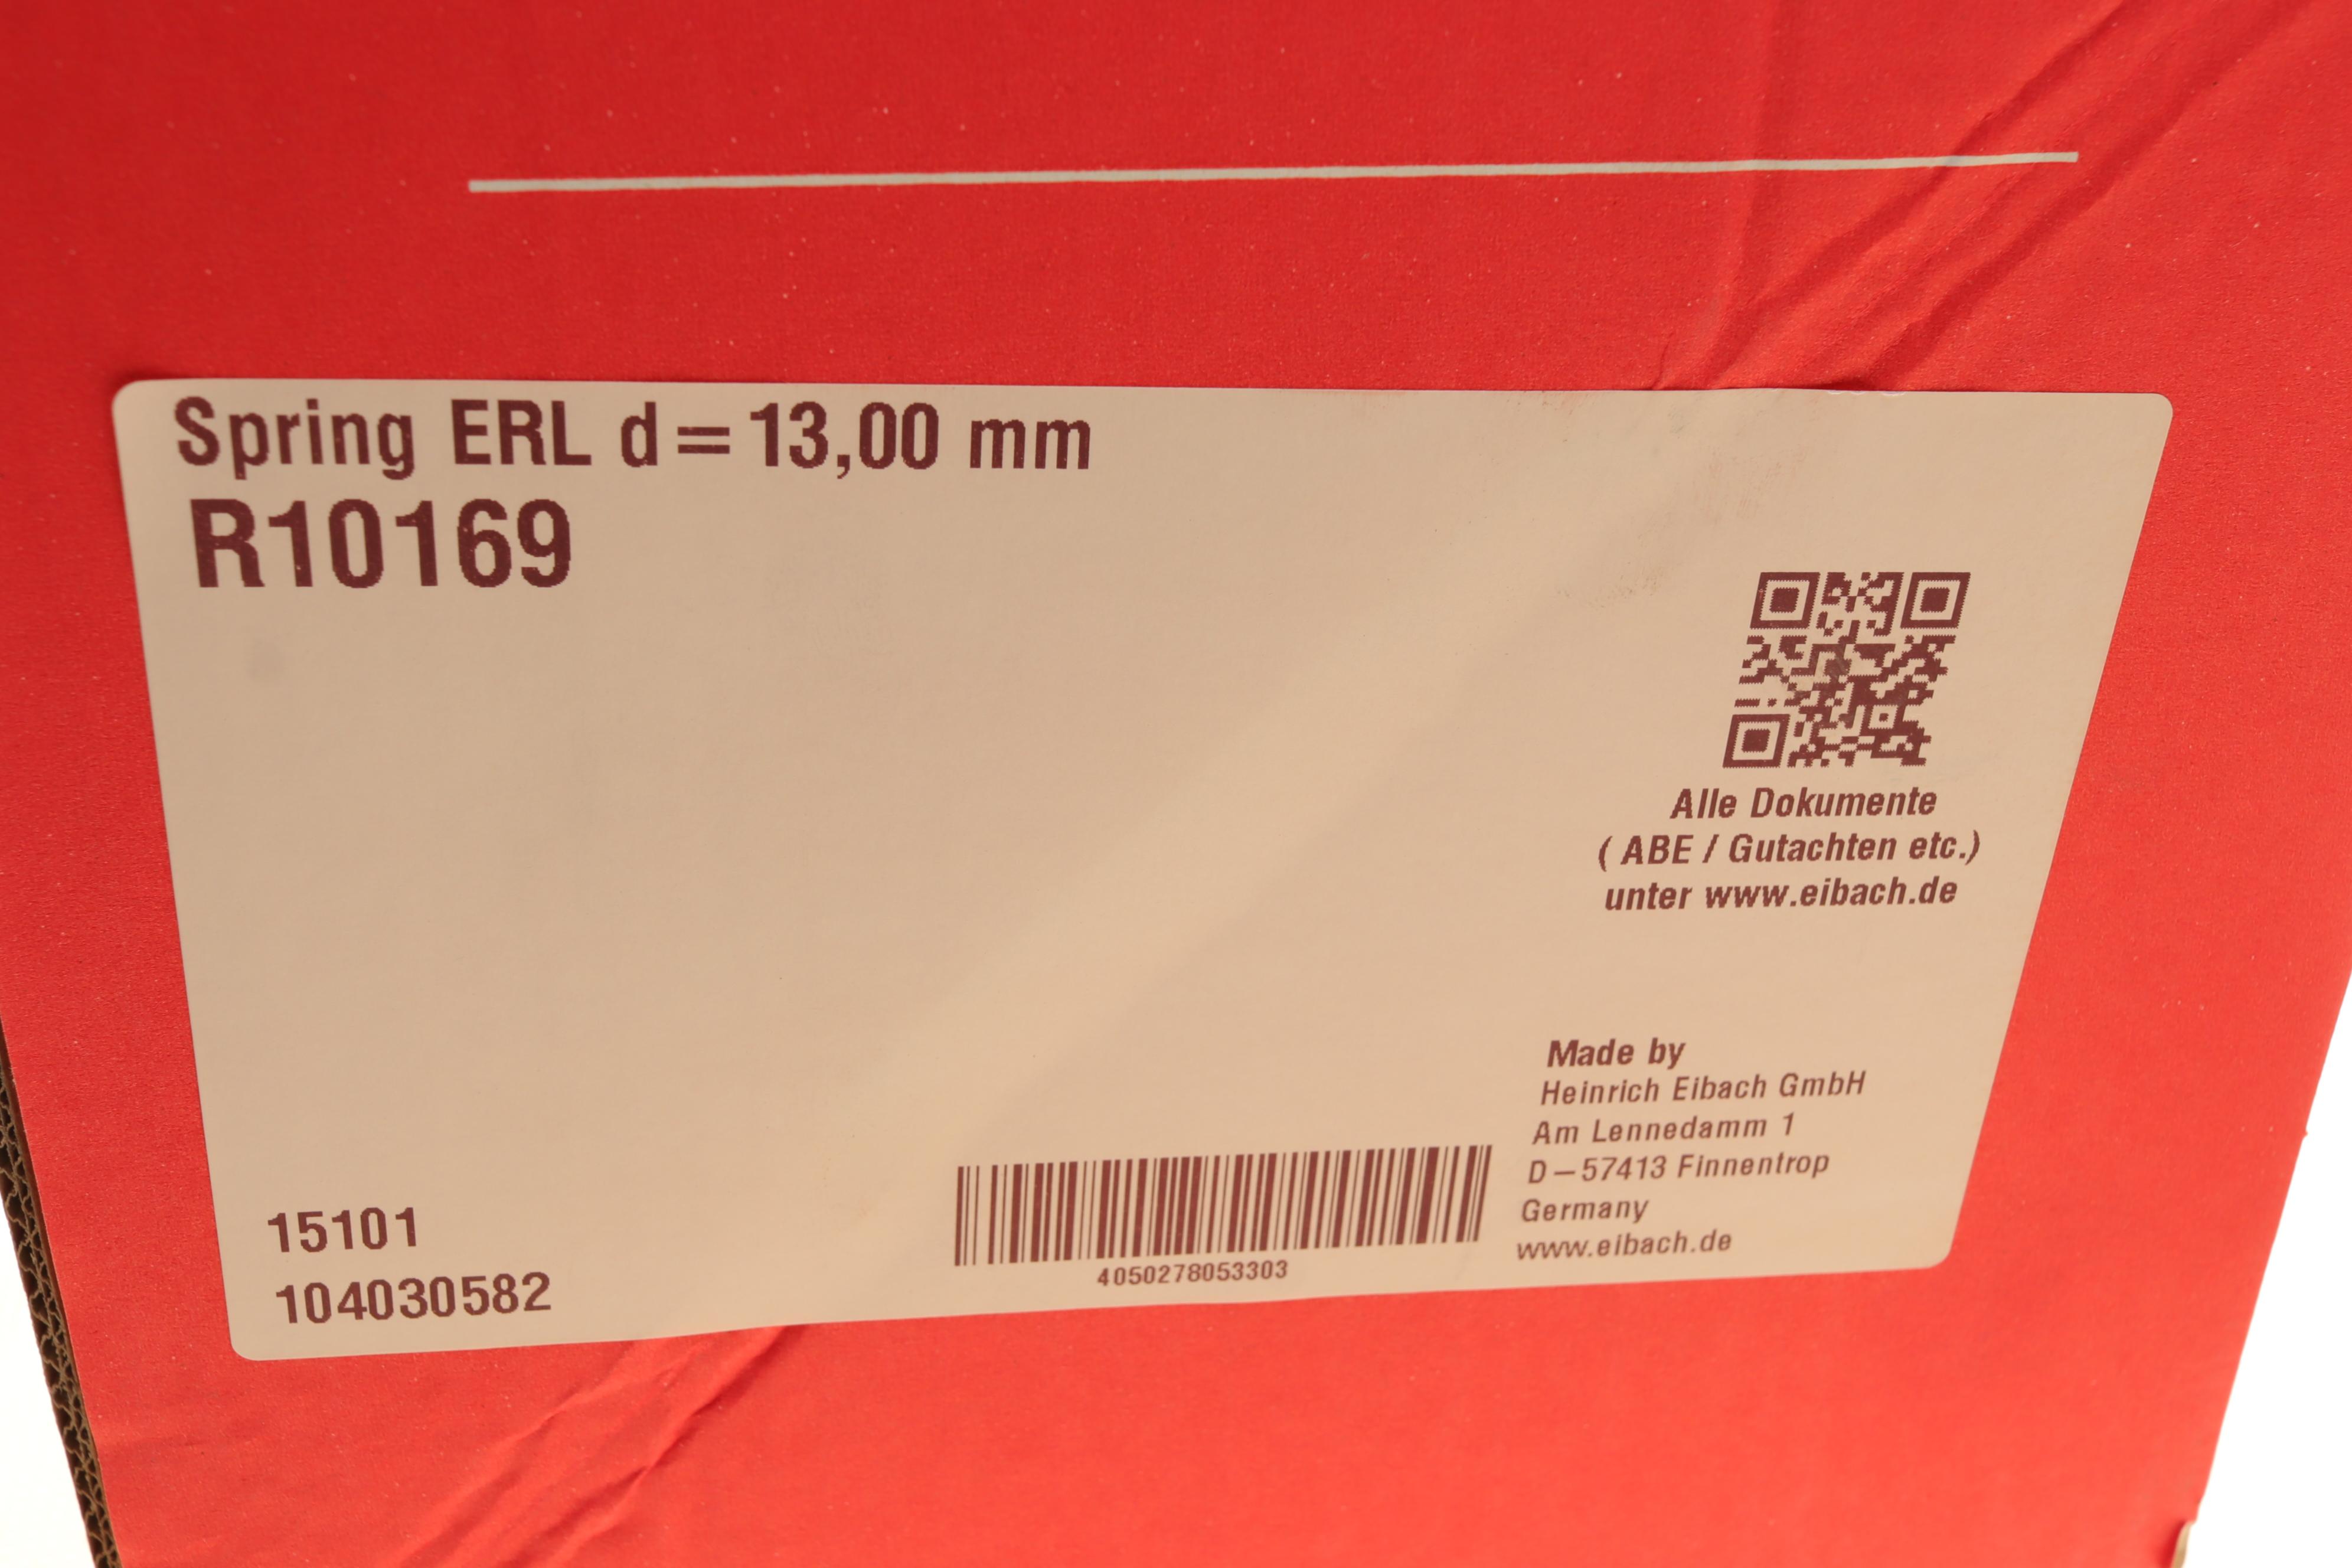 Spring ERL d=13,00 mm
R10169
Alle Dokumente
( ABE / Gutachten etc.)
unter www.eibach.de
Made by
Heinrich Eibach GmbH
Am Lennedamm 1
D–57413 Finnentrop
Germany
www.eibach.de
15101
104030582
4050278053303